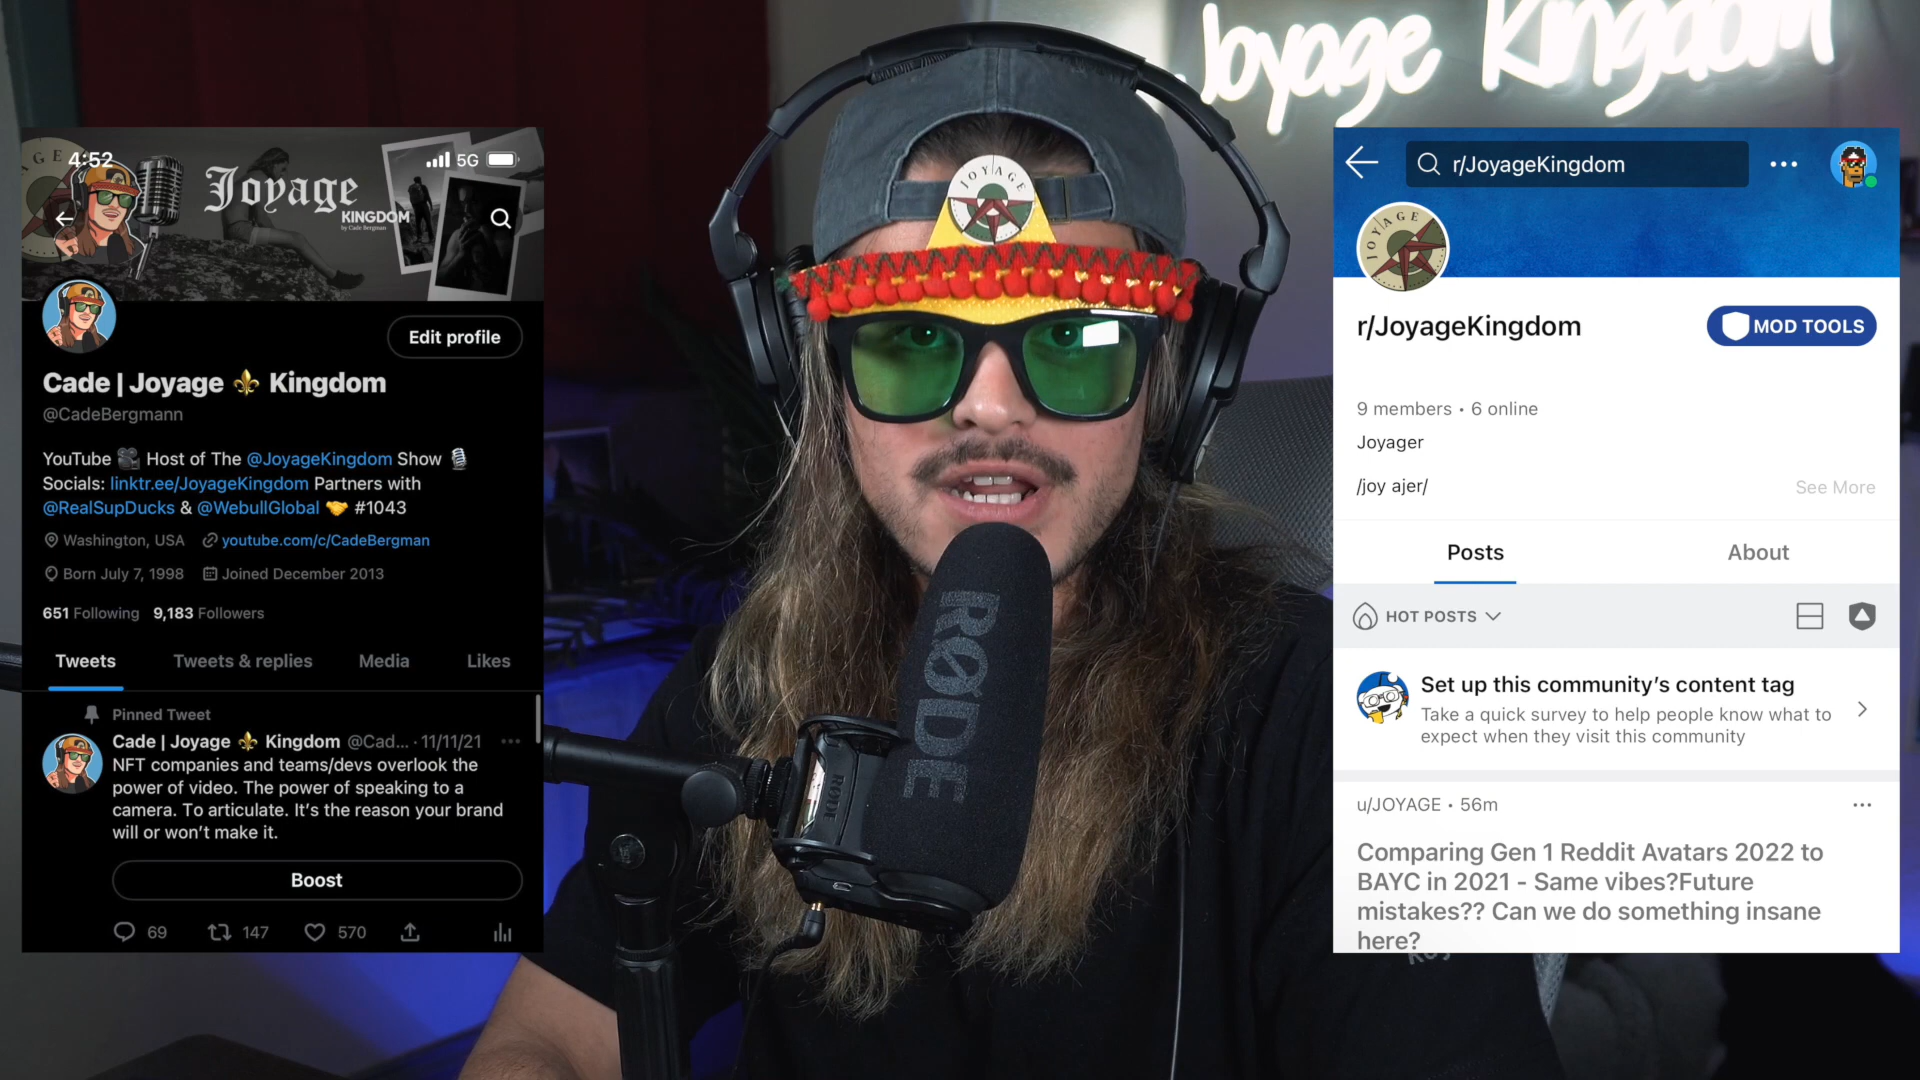 Joyage Kingdom
JOYAGE
RØDE
RØDE
4:52
5G
Joyage
KINGDOM
by Cade Bergman
Edit profile
Cade | Joyage ⚜️ Kingdom
@CadeBergmann
YouTube 🎥 Host of The @JoyageKingdom Show 🎙️
Socials: linktr.ee/JoyageKingdom Partners with
@RealSupDucks & @WebullGlobal 🤝 #1043
Washington, USA youtube.com/c/CadeBergman
Born July 7, 1998 Joined December 2013
651 Following 9,183 Followers
Tweets Tweets & replies Media Likes
Pinned Tweet
Cade | Joyage ⚜️ Kingdom @Cad... · 11/11/21
NFT companies and teams/devs overlook the
power of video. The power of speaking to a
camera. To articulate. It's the reason your brand
will or won't make it.
Boost
69 147 570
r/JoyageKingdom
JOYAGE
r/JoyageKingdom
MOD TOOLS
9 members • 6 online
Joyager
/joy ajer/
See More
Posts About
HOT POSTS
Set up this community's content tag
Take a quick survey to help people know what to
expect when they visit this community
u/JOYAGE • 56m
Comparing Gen 1 Reddit Avatars 2022 to
BAYC in 2021 - Same vibes?Future
mistakes?? Can we do something insane
here?